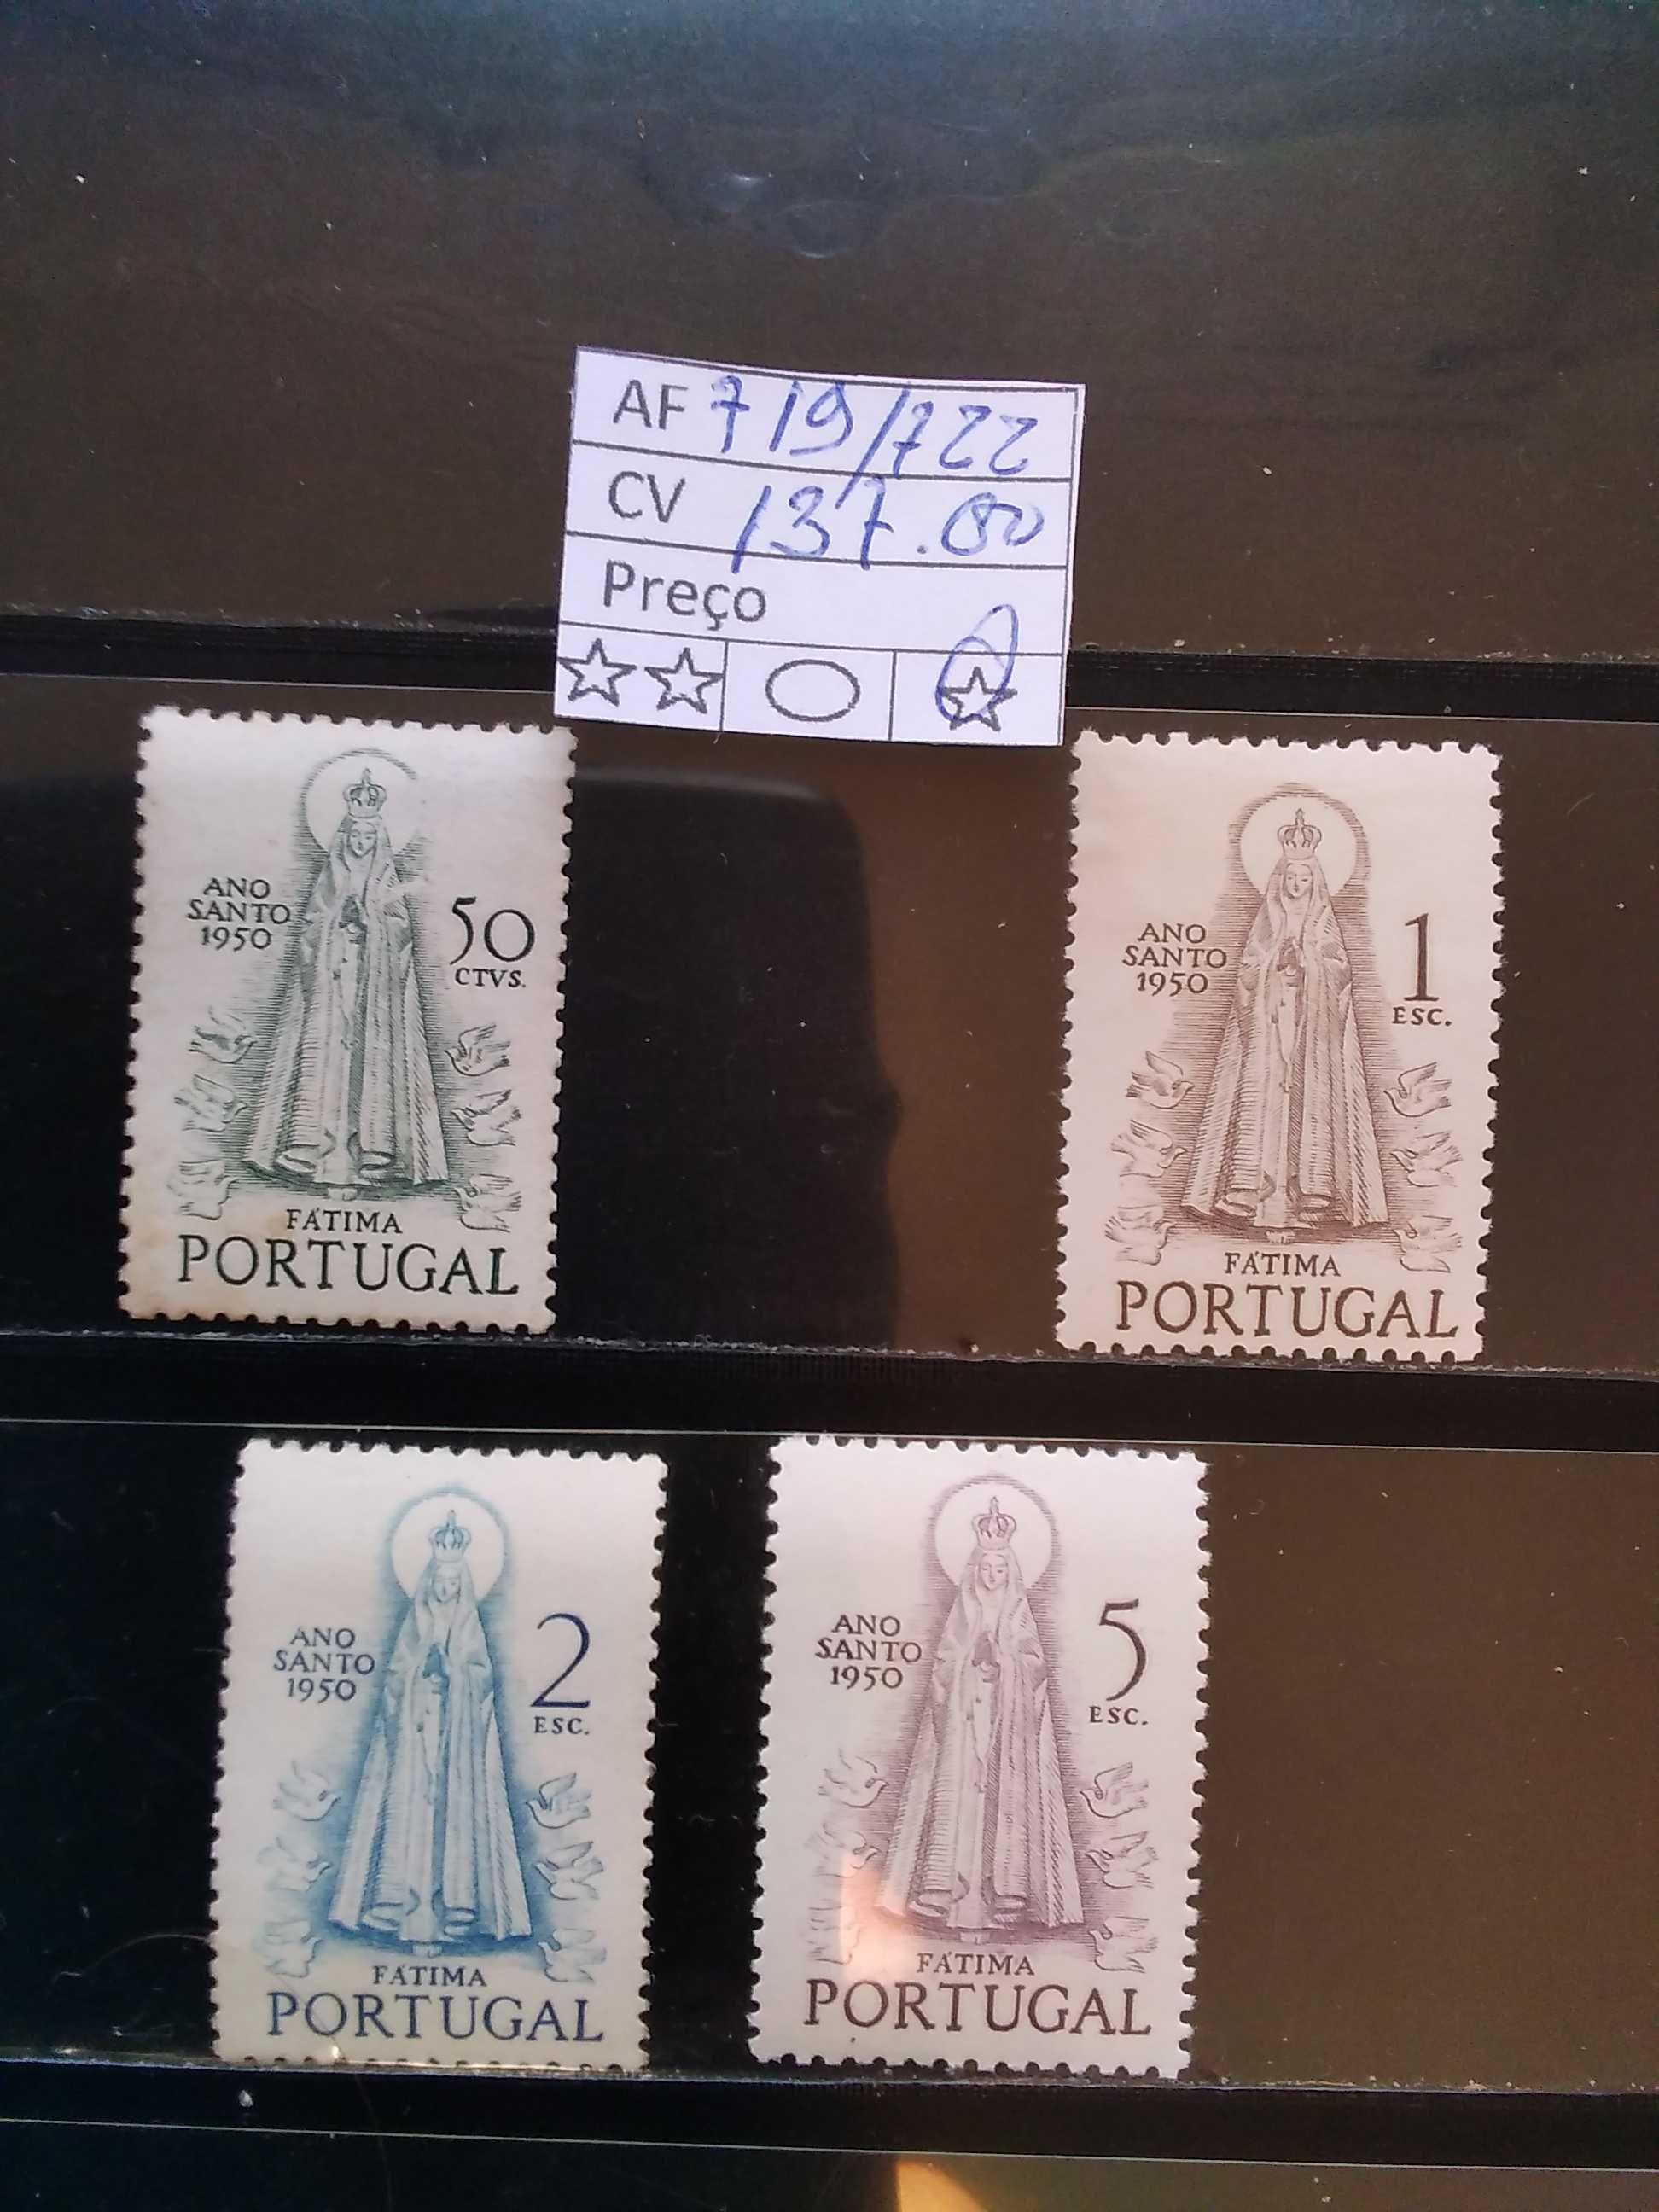 AF 719/722
CV 137.80
Preço
ANO
SANTO
1950
50
CTVS.
FÁTIMA
PORTUGAL
ANO
SANTO
1950
1
ESC.
FÁTIMA
PORTUGAL
ANO
SANTO
1950
2
ESC.
FÁTIMA
PORTUGAL
ANO
SANTO
1950
5
ESC.
FÁTIMA
PORTUGAL